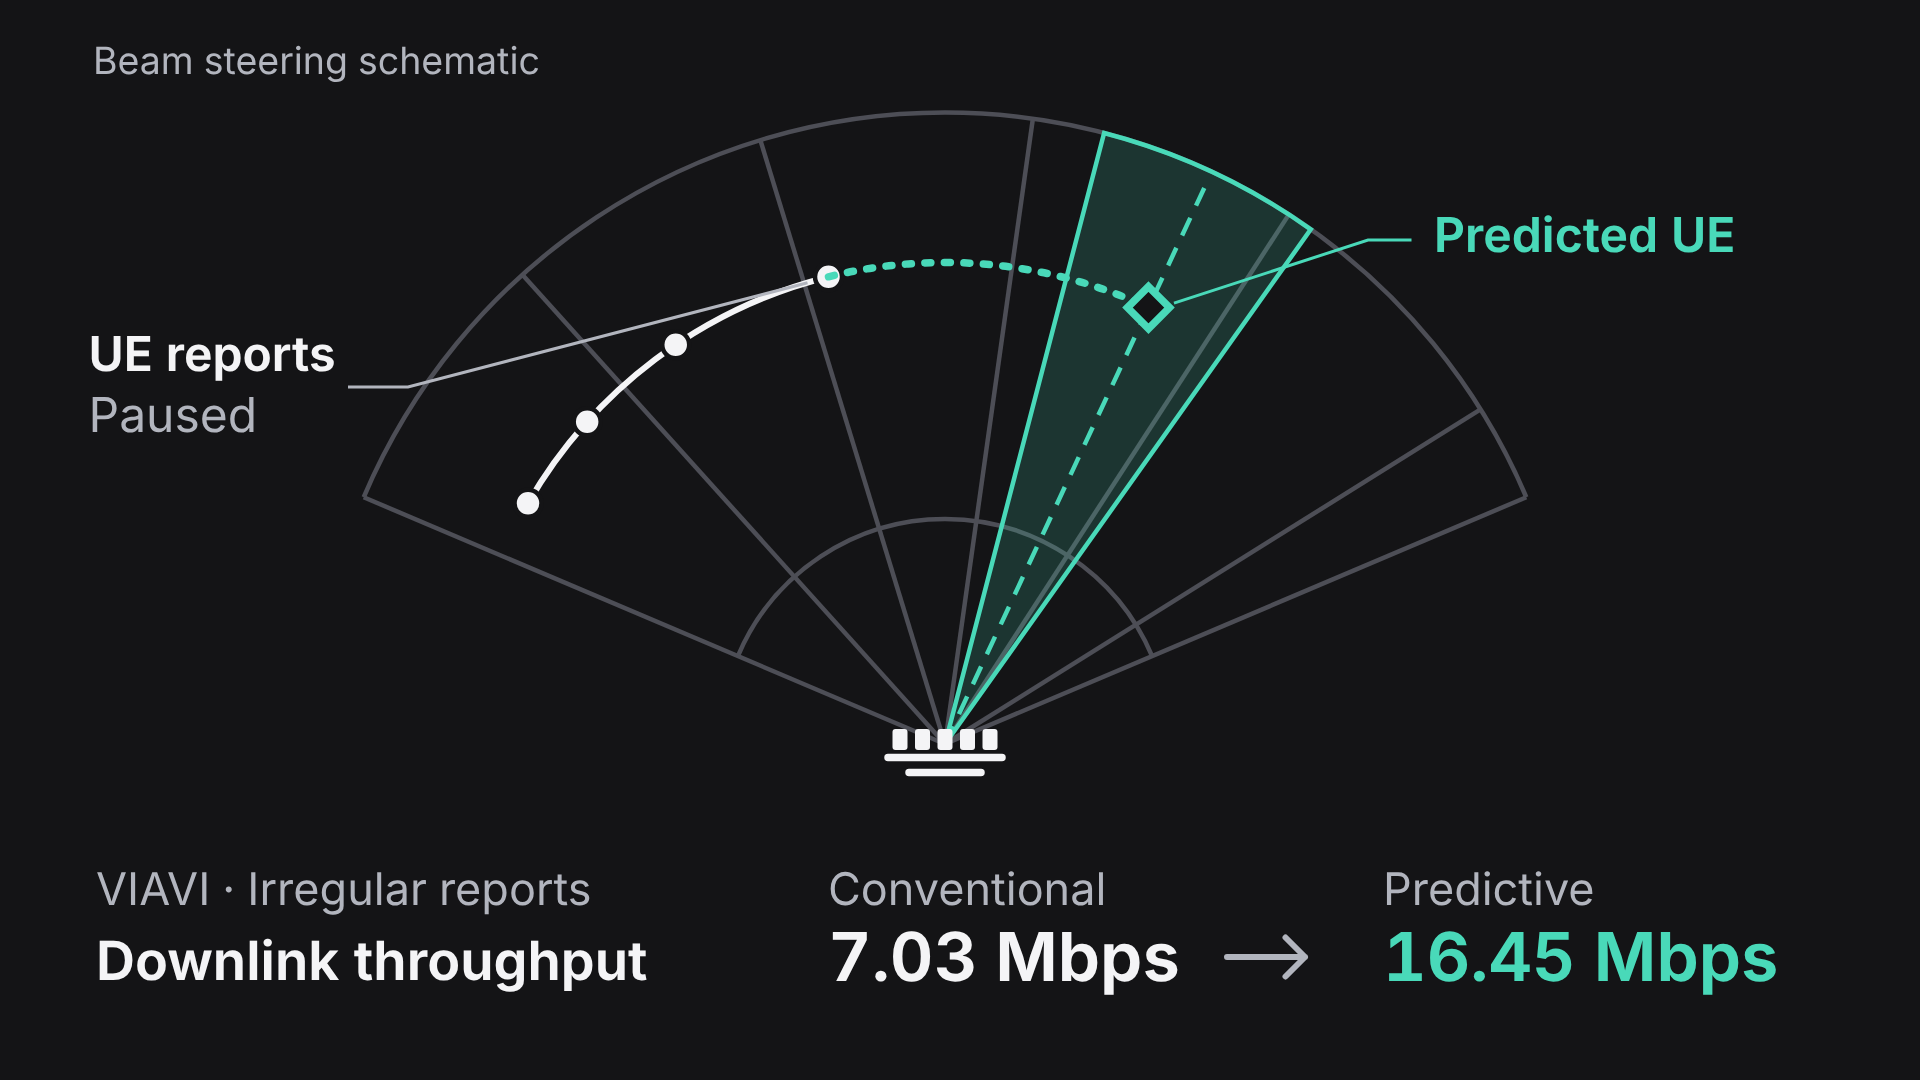 Beam steering schematic
Predicted UE
UE reports
Paused
VIAVI · Irregular reports
Downlink throughput
Conventional
7.03 Mbps
Predictive
16.45 Mbps